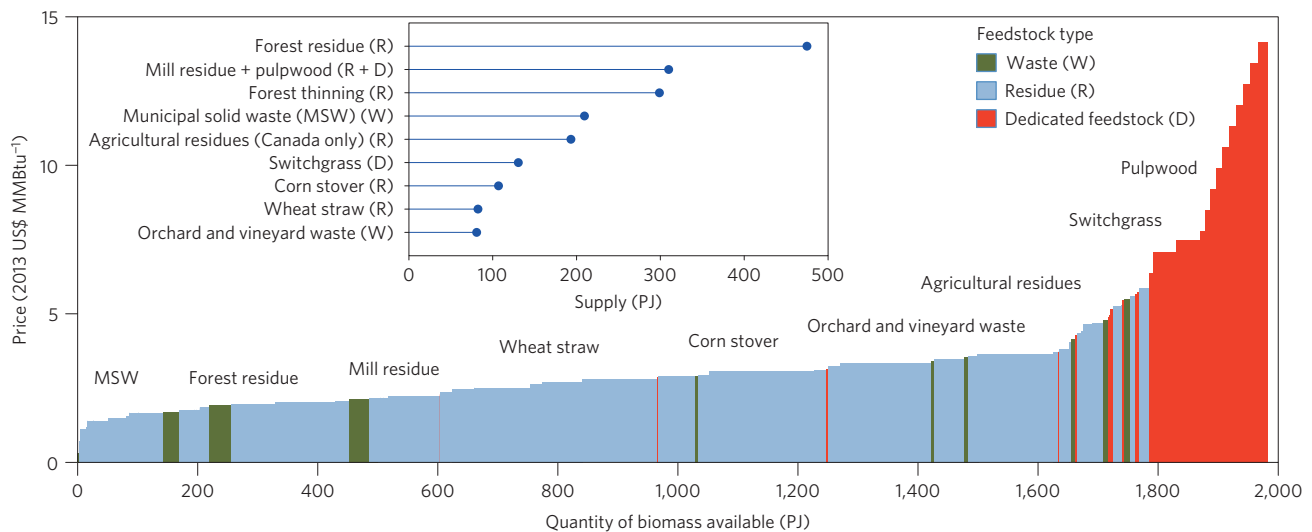 15
10
5
0
Price (2013 US$ MMBtu⁻¹)
Forest residue (R)
Mill residue + pulpwood (R + D)
Forest thinning (R)
Municipal solid waste (MSW) (W)
Agricultural residues (Canada only) (R)
Switchgrass (D)
Corn stover (R)
Wheat straw (R)
Orchard and vineyard waste (W)
0 100 200 300 400 500
Supply (PJ)
Feedstock type
Waste (W)
Residue (R)
Dedicated feedstock (D)
Pulpwood
Switchgrass
Agricultural residues
Orchard and vineyard waste
Corn stover
Wheat straw
Mill residue
Forest residue
MSW
0 200 400 600 800 1,000 1,200 1,400 1,600 1,800 2,000
Quantity of biomass available (PJ)